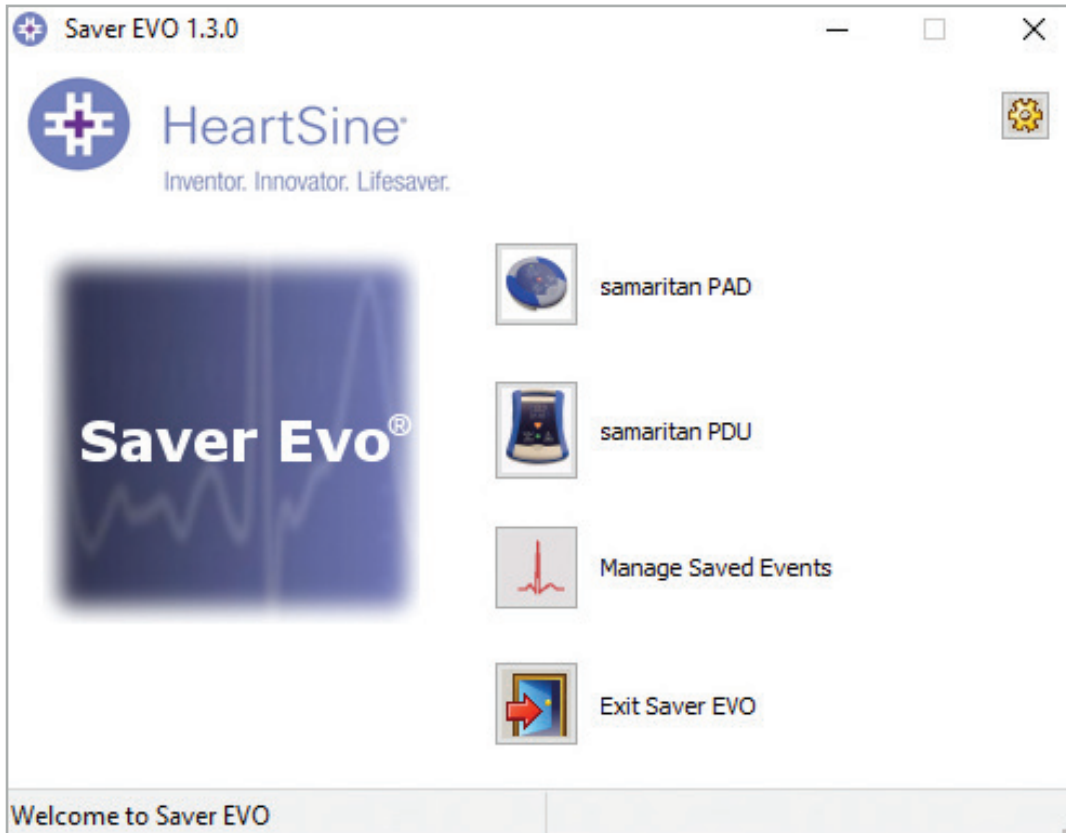 Saver EVO 1.3.0
HeartSine®
Inventor. Innovator. Lifesaver.
Saver Evo®
samaritan PAD
samaritan PDU
Manage Saved Events
Exit Saver EVO
Welcome to Saver EVO